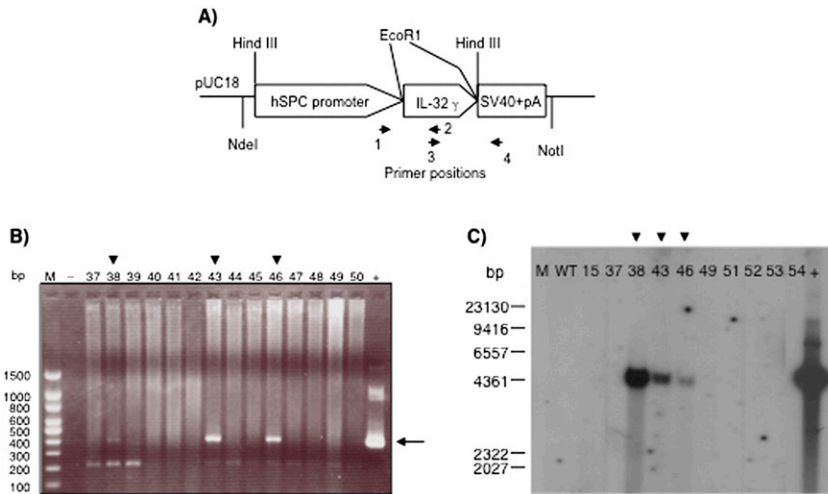 A)
EcoR1
Hind III Hind III
pUC18
hSPC promoter IL-32 γ SV40+pA
NdeI 1 2 3 4 NotI
Primer positions
B)
bp M – 37 38 39 40 41 42 43 44 45 46 47 48 49 50 +
1500
1000
800
600
500
400
300
200
100
C)
bp M WT 15 37 38 43 46 49 51 52 53 54 +
23130
9416
6557
4361
2322
2027